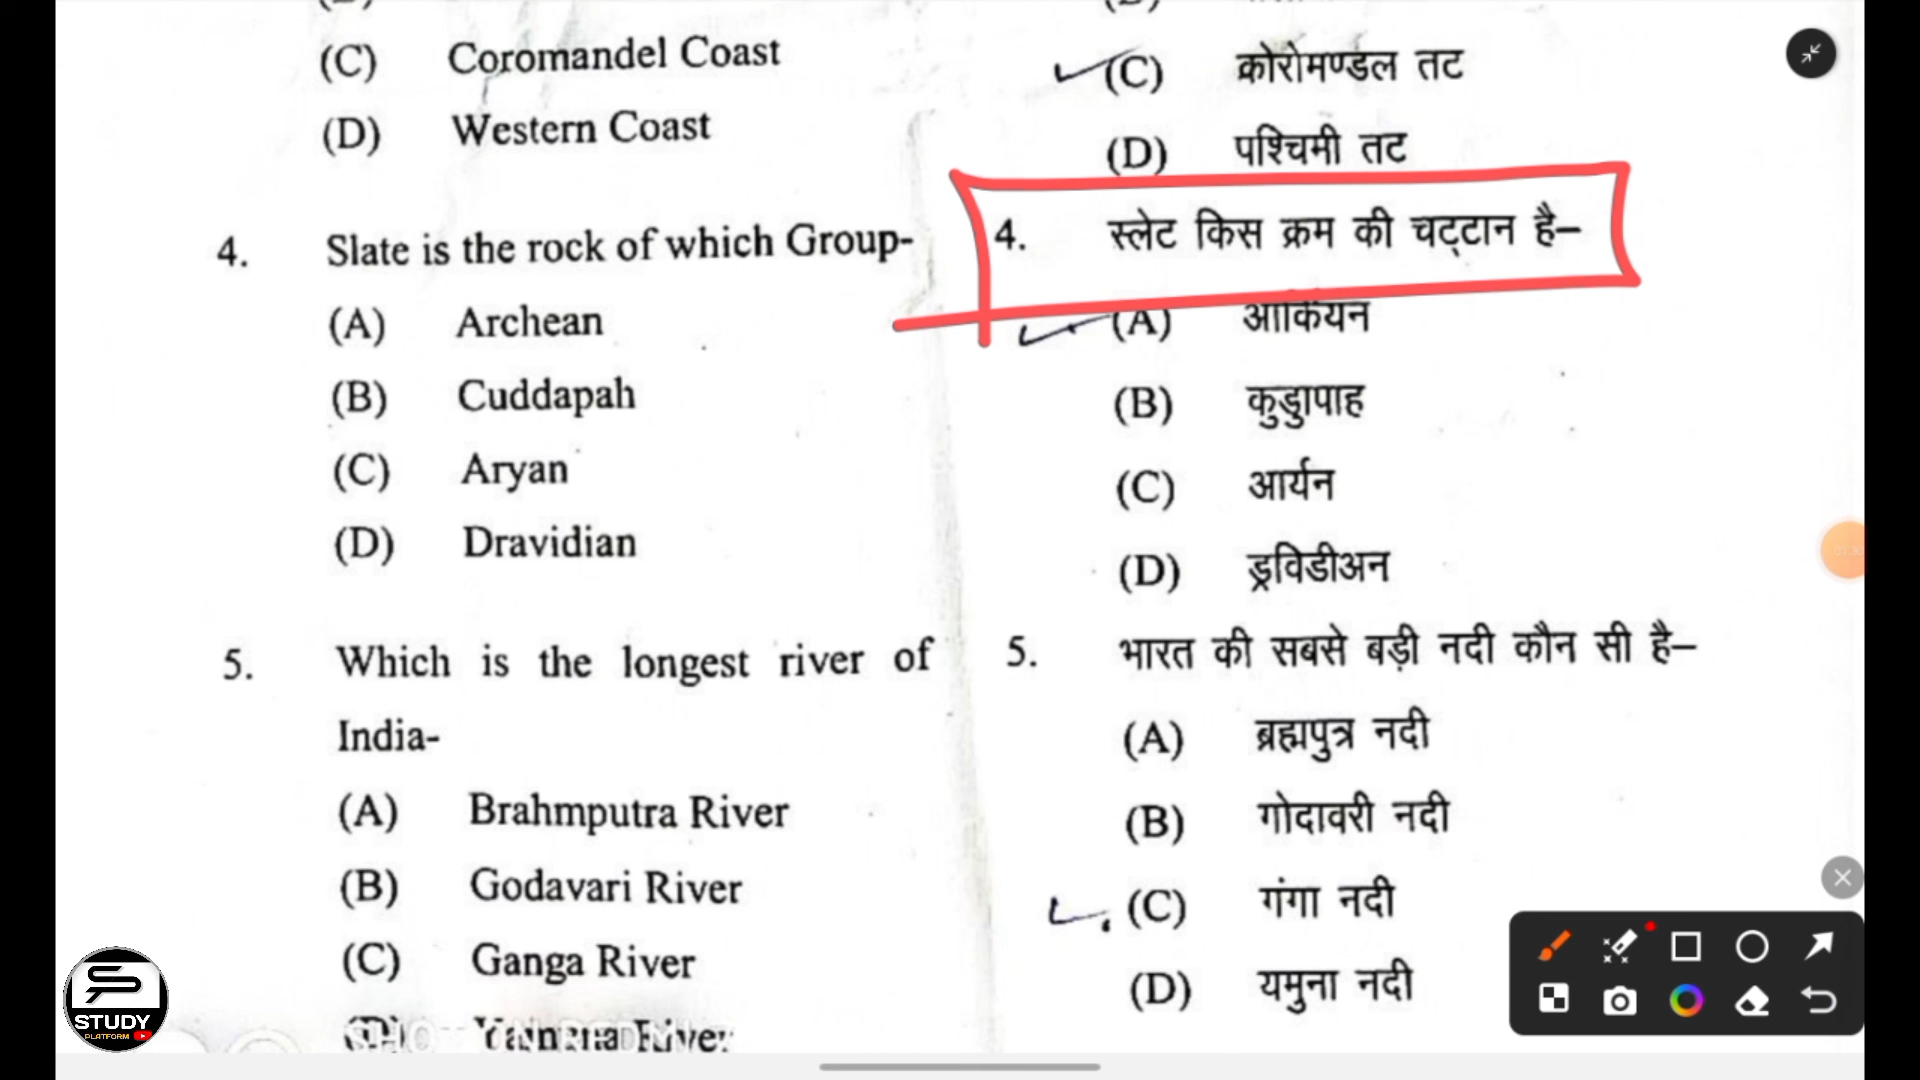 (C) Coromandel Coast
(D) Western Coast
4. Slate is the rock of which Group-
(A) Archean
(B) Cuddapah
(C) Aryan
(D) Dravidian
5. Which is the longest river of
India-
(A) Brahmputra River
(B) Godavari River
(C) Ganga River
(D) Yamuna River
(C) कोरोमण्डल तट
(D) पश्चिमी तट
4. स्लेट किस क्रम की चट्टान है–
(A) आर्कियन
(B) कुडुापाह
(C) आर्यन
(D) ड्रविडीअन
5. भारत की सबसे बड़ी नदी कौन सी है–
(A) ब्रह्मपुत्र नदी
(B) गोदावरी नदी
(C) गंगा नदी
(D) यमुना नदी
STUDY
PLATFORM